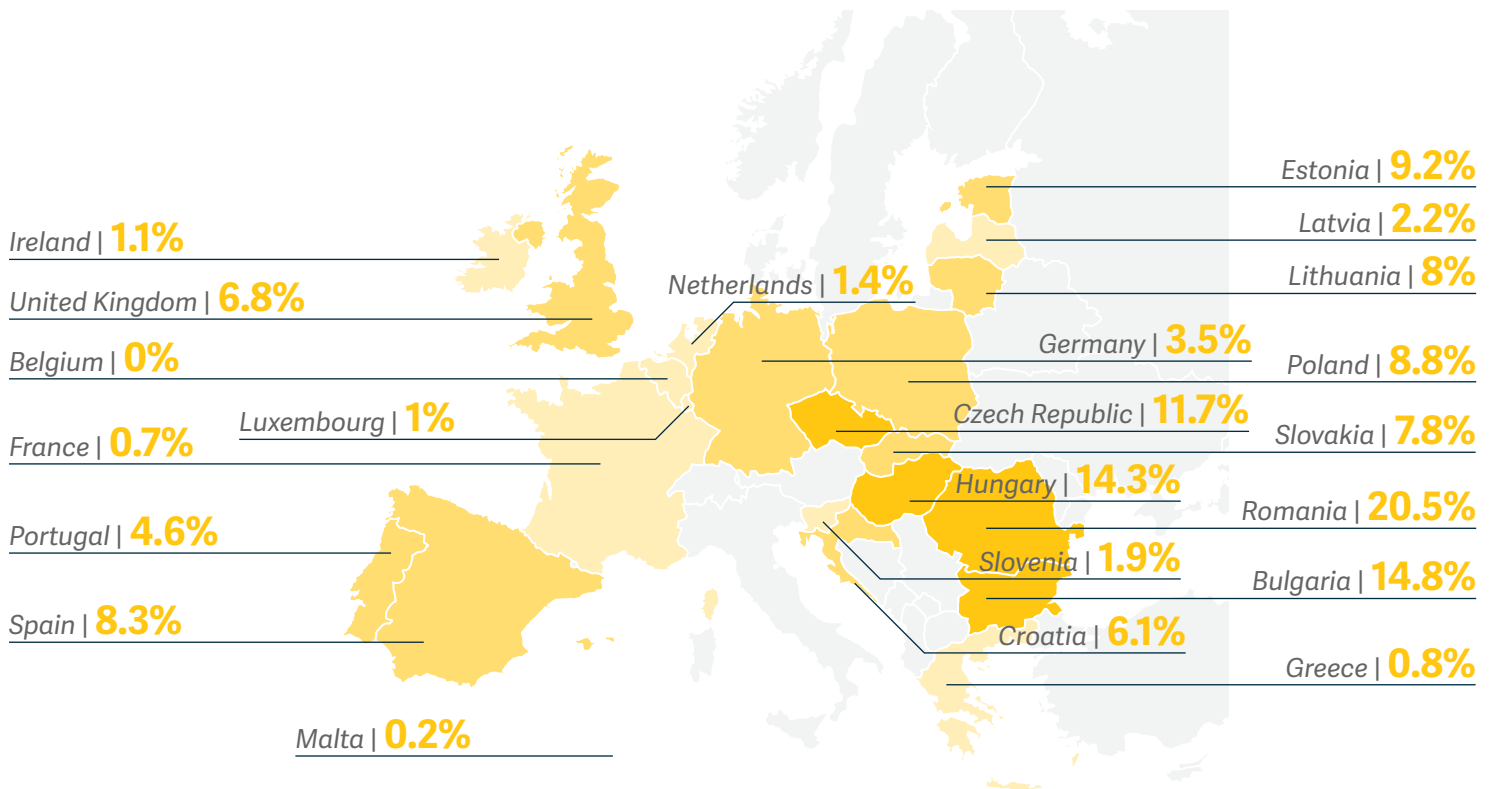 Estonia | 9.2%
Latvia | 2.2%
Ireland | 1.1%
Lithuania | 8%
Netherlands | 1.4%
United Kingdom | 6.8%
Germany | 3.5%
Belgium | 0%
Poland | 8.8%
Czech Republic | 11.7%
Luxembourg | 1%
Slovakia | 7.8%
France | 0.7%
Hungary | 14.3%
Romania | 20.5%
Portugal | 4.6%
Slovenia | 1.9%
Bulgaria | 14.8%
Spain | 8.3%
Croatia | 6.1%
Greece | 0.8%
Malta | 0.2%